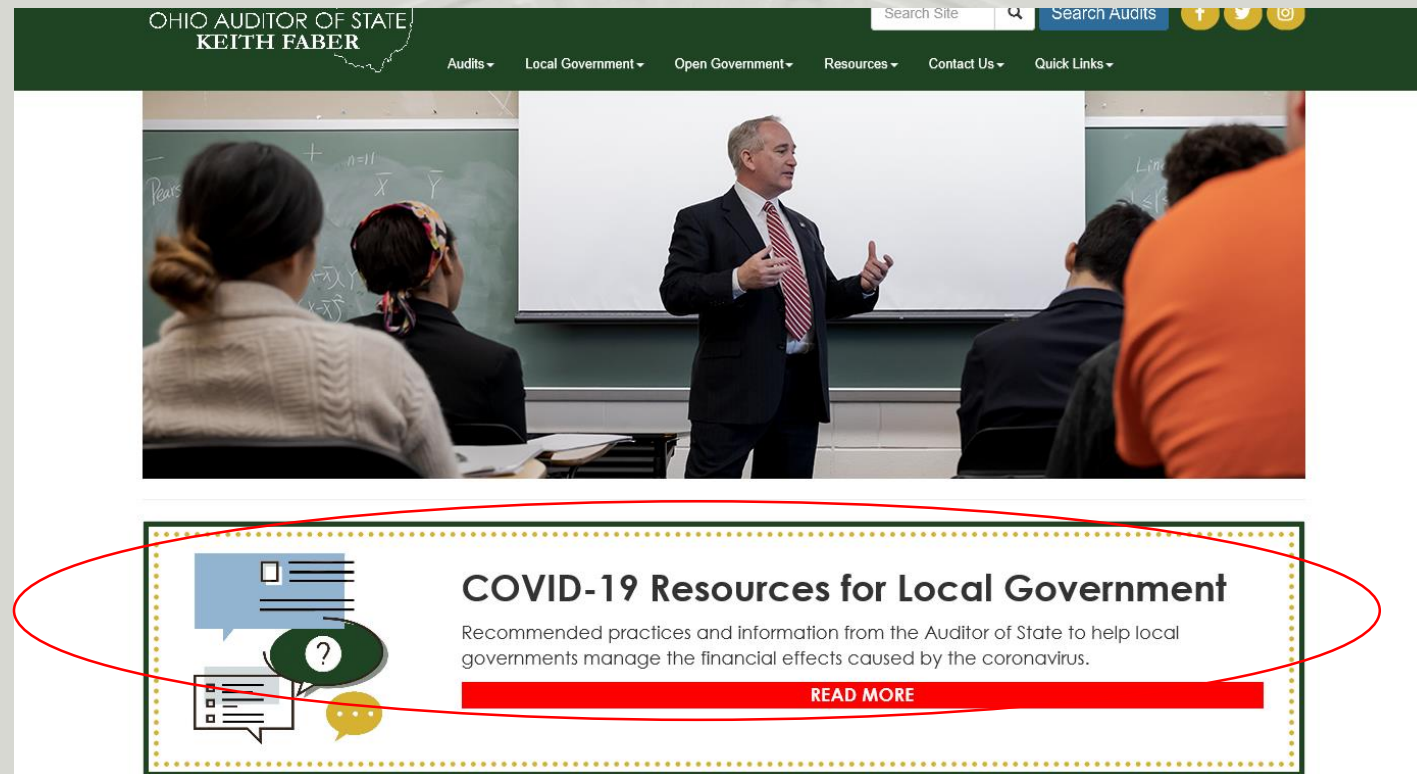 OHIO AUDITOR OF STATE
KEITH FABER
Search Site
Search Audits
Audits
Local Government
Open Government
Resources
Contact Us
Quick Links
n=11
X Y
COVID-19 Resources for Local Government
Recommended practices and information from the Auditor of State to help local
governments manage the financial effects caused by the coronavirus.
?
READ MORE